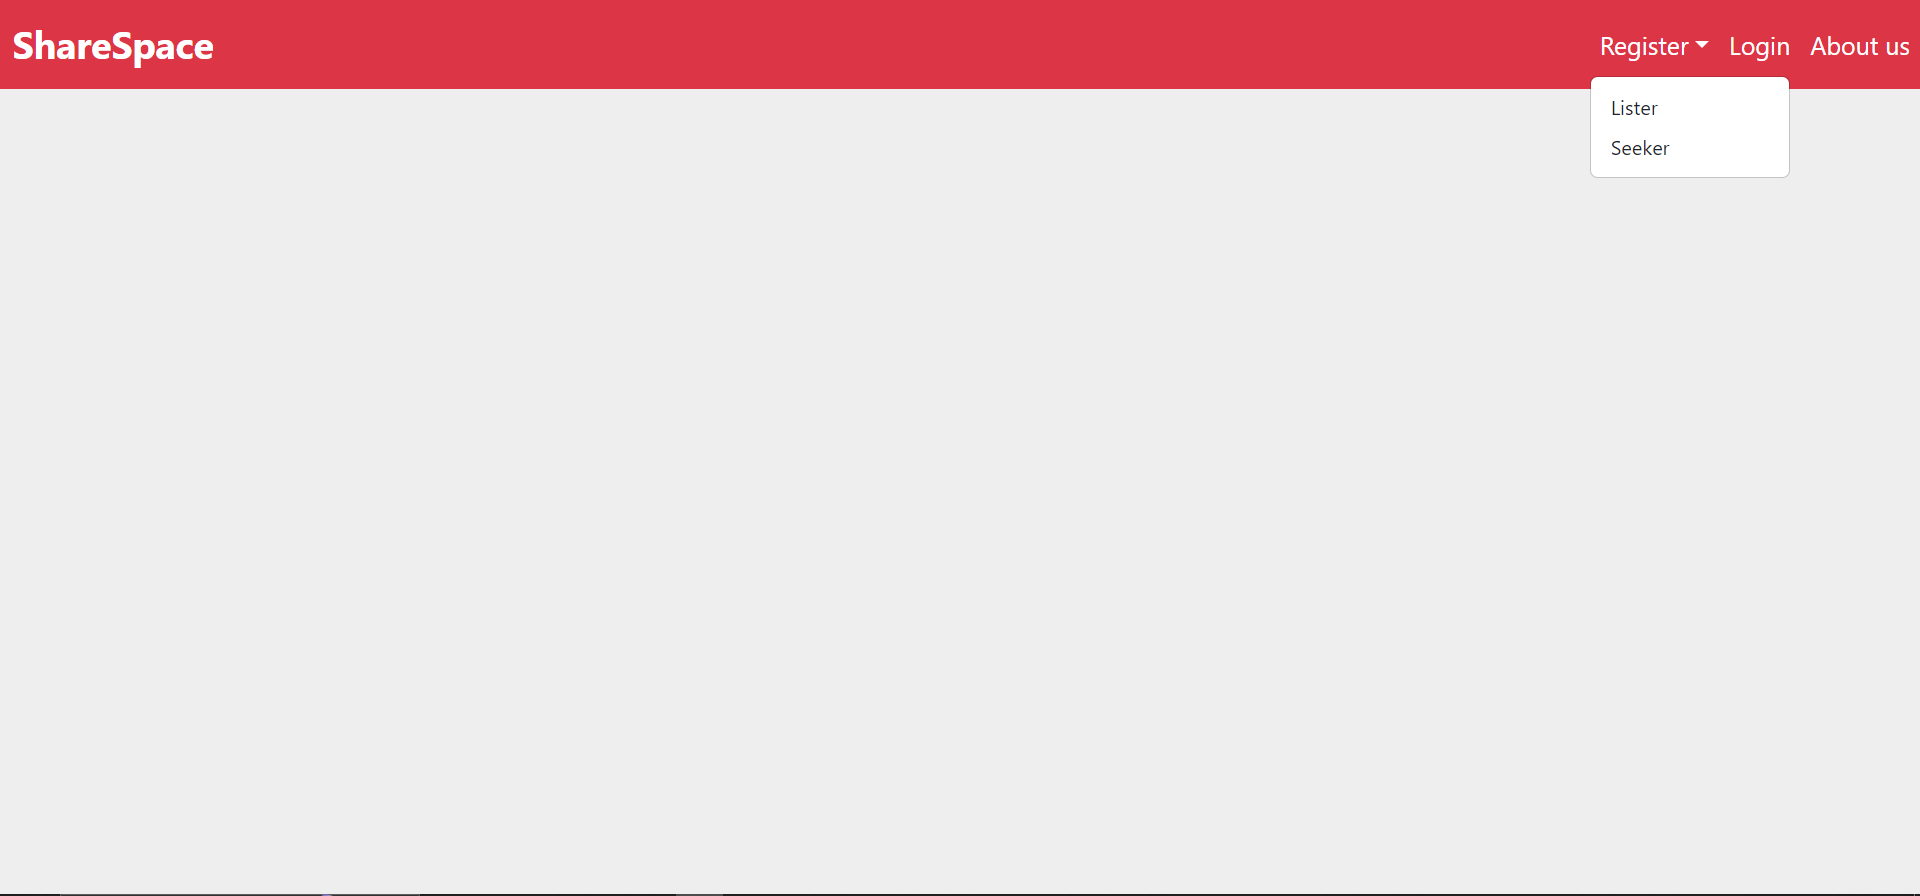 ShareSpace
Register Login About us
Lister
Seeker